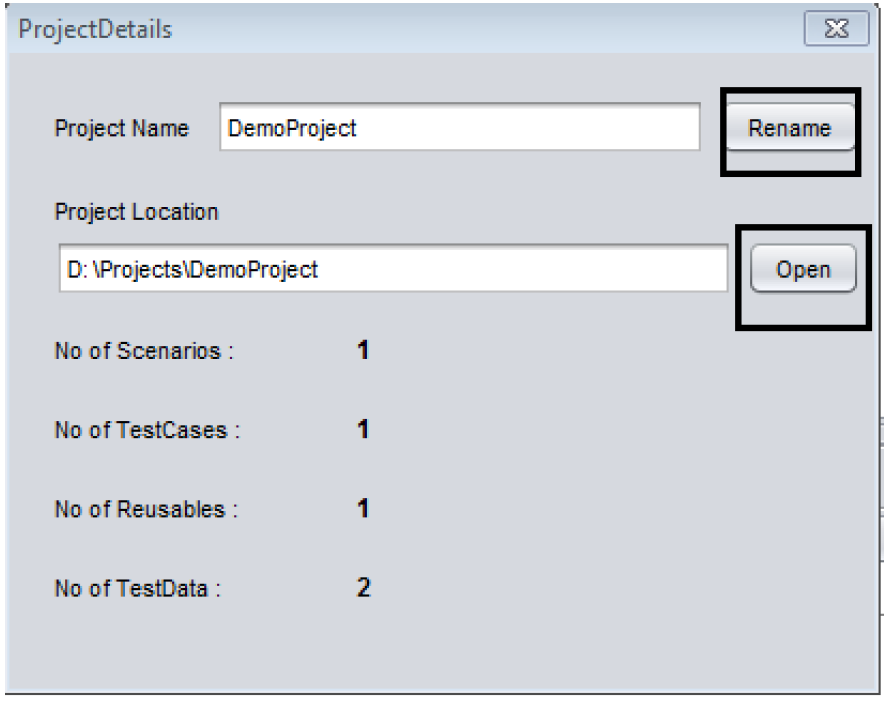 ProjectDetails
Project Name DemoProject Rename
Project Location
D: \Projects\DemoProject Open
No of Scenarios : 1
No of TestCases : 1
No of Reusables : 1
No of TestData : 2